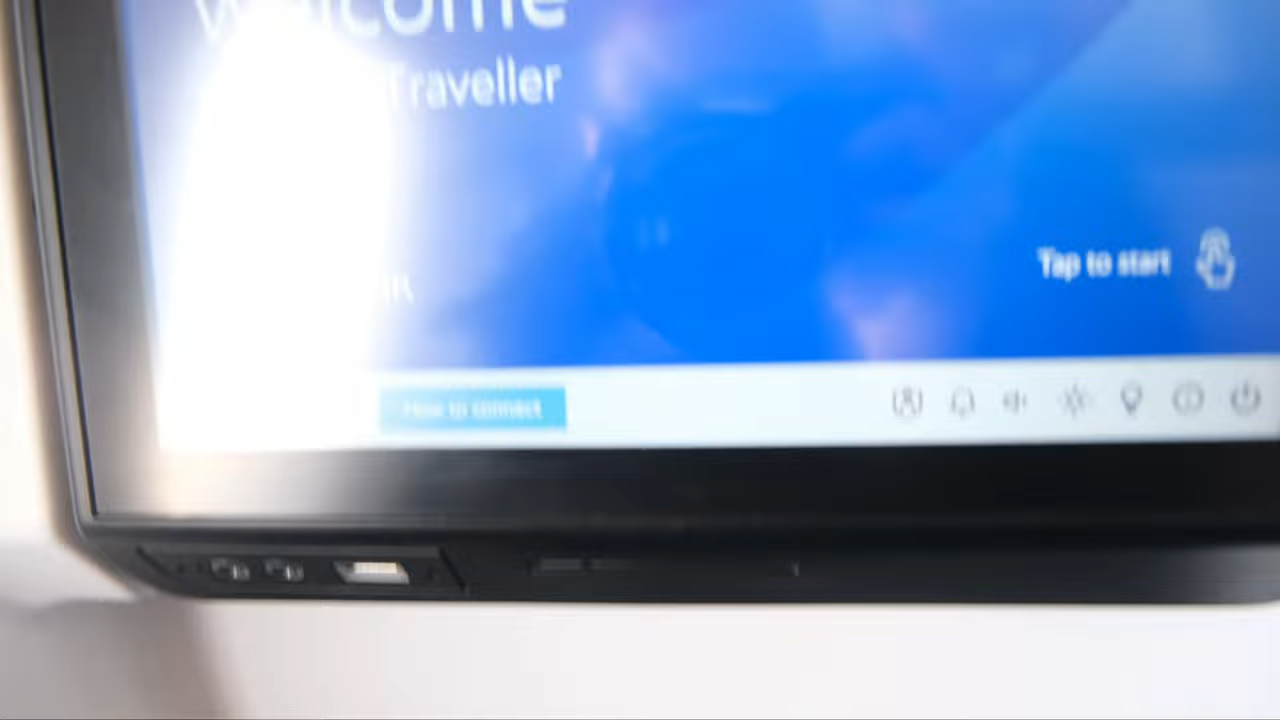 welcome
Traveller
Tap to start
How to connect